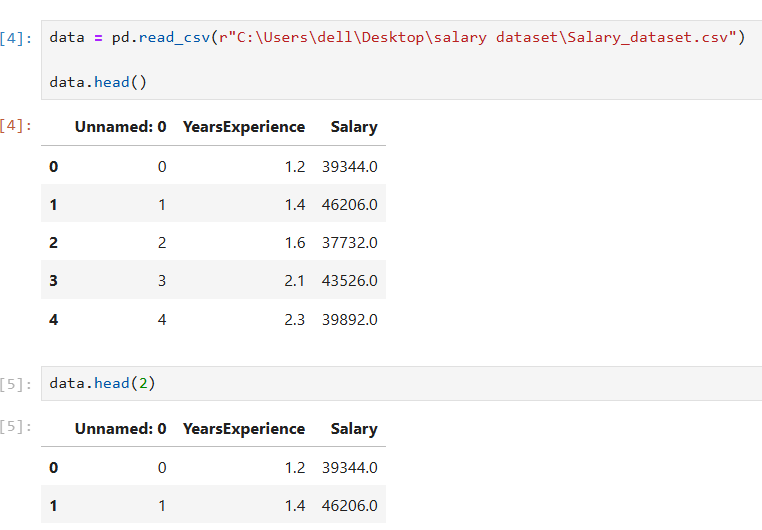 [4]: data = pd.read_csv(r"C:\Users\dell\Desktop\salary dataset\Salary_dataset.csv")
data.head()
[4]: Unnamed: 0 YearsExperience Salary
0 0 1.2 39344.0
1 1 1.4 46206.0
2 2 1.6 37732.0
3 3 2.1 43526.0
4 4 2.3 39892.0
[5]: data.head(2)
[5]: Unnamed: 0 YearsExperience Salary
0 0 1.2 39344.0
1 1 1.4 46206.0